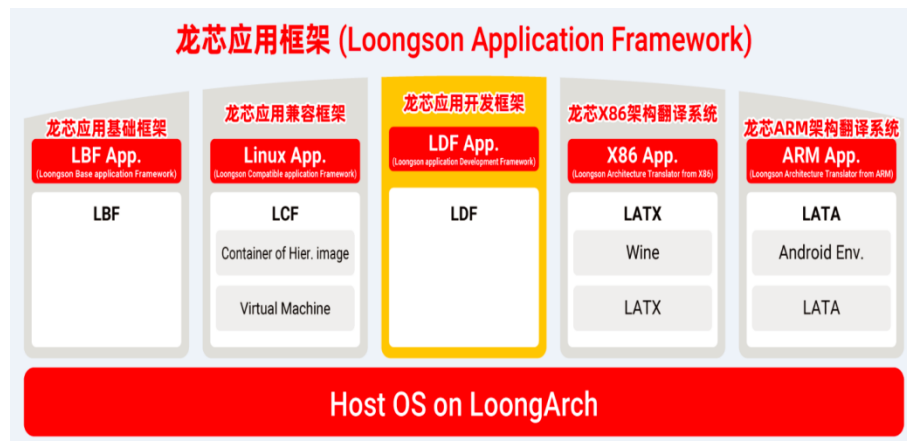 龙芯应用框架 (Loongson Application Framework)
龙芯应用基础框架
LBF App.
(Loongson Base application Framework)
LBF
龙芯应用兼容框架
Linux App.
(Loongson Compatible application Framework)
LCF
Container of Hier. image
Virtual Machine
龙芯应用开发框架
LDF App.
(Loongson application Development Framework)
LDF
龙芯X86架构翻译系统
X86 App.
(Loongson Architecture Translator from X86)
LATX
Wine
LATX
龙芯ARM架构翻译系统
ARM App.
(Loongson Architecture Translator from ARM)
LATA
Android Env.
LATA
Host OS on LoongArch